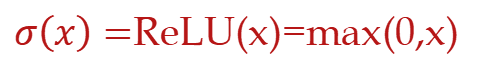 σ(x) =ReLU(x)=max(0,x)